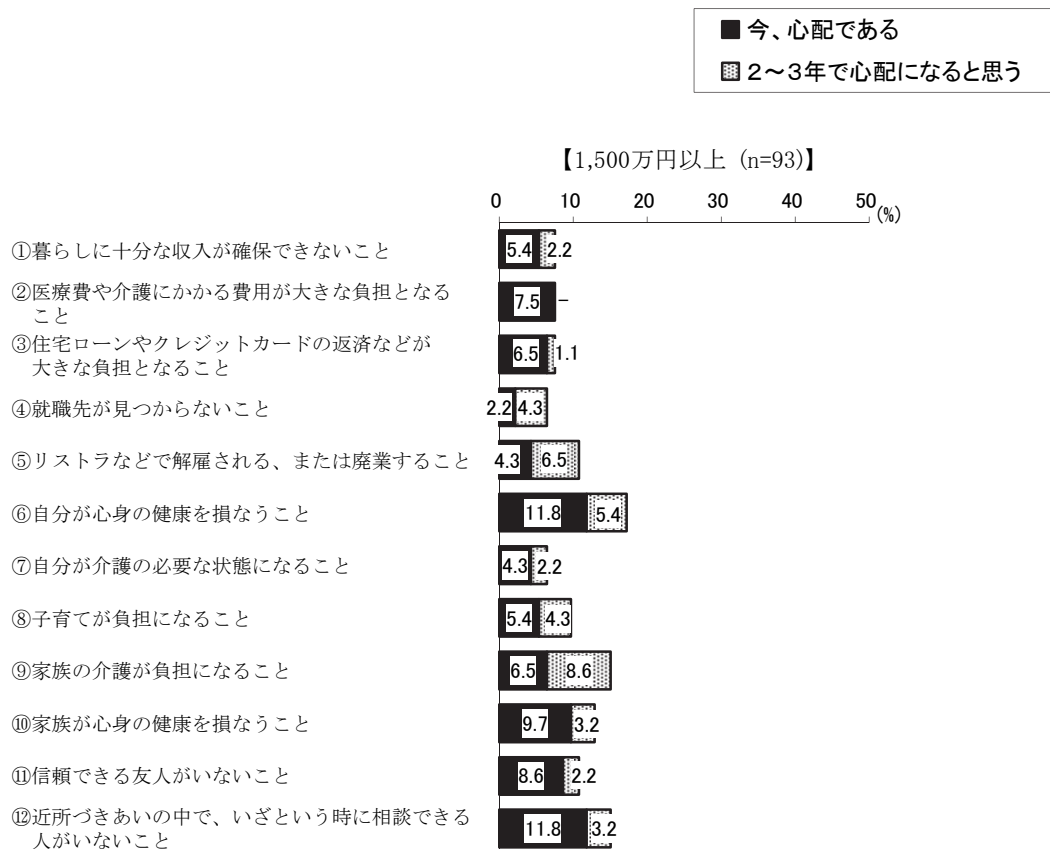 今、心配である
２～３年で心配になると思う
【1,500万円以上 (n=93)】
0 10 20 30 40 50
(%)
①暮らしに十分な収入が確保できないこと
5.4 2.2
②医療費や介護にかかる費用が大きな負担となる
こと
7.5 －
③住宅ローンやクレジットカードの返済などが
大きな負担となること
6.5 1.1
④就職先が見つからないこと
2.2 4.3
⑤リストラなどで解雇される、または廃業すること
4.3 6.5
⑥自分が心身の健康を損なうこと
11.8 5.4
⑦自分が介護の必要な状態になること
4.3 2.2
⑧子育てが負担になること
5.4 4.3
⑨家族の介護が負担になること
6.5 8.6
⑩家族が心身の健康を損なうこと
9.7 3.2
⑪信頼できる友人がいないこと
8.6 2.2
⑫近所づきあいの中で、いざという時に相談できる
人がいないこと
11.8 3.2